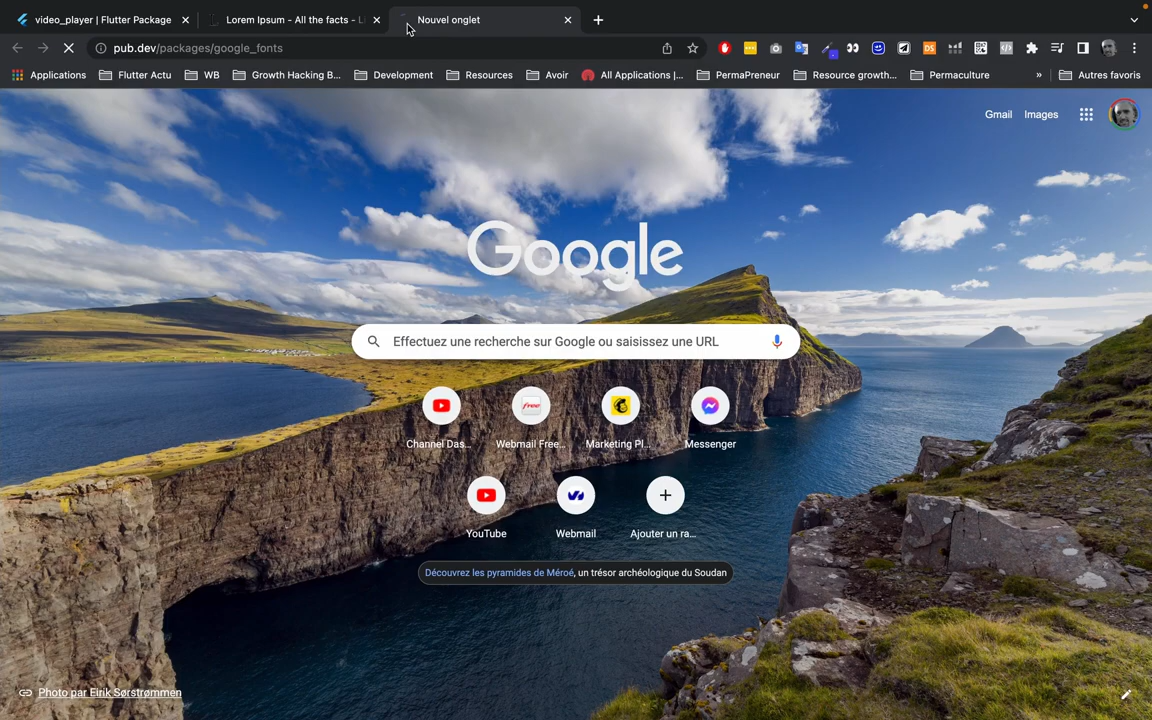 video_player | Flutter Package
Lorem Ipsum - All the facts - L
Nouvel onglet
pub.dev/packages/google_fonts
Applications
Flutter Actu
WB
Growth Hacking B...
Development
Resources
Avoir
All Applications |...
PermaPreneur
Resource growth...
Permaculture
»
Autres favoris
Gmail
Images
Google
Effectuez une recherche sur Google ou saisissez une URL
free
Channel Das...
Webmail Free...
Marketing Pl...
Messenger
YouTube
Webmail
Ajouter un ra...
Découvrez les pyramides de Méroé, un trésor archéologique du Soudan
Photo par Eirik Sørstrømmen